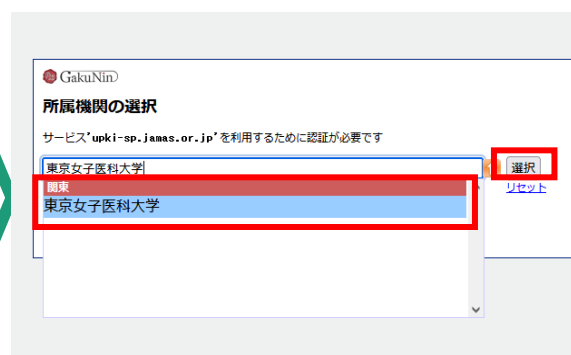 GakuNin
所属機関の選択
サービス'upki-sp.jamas.or.jp'を利用するために認証が必要です
東京女子医科大学 選択
関東 リセット
東京女子医科大学